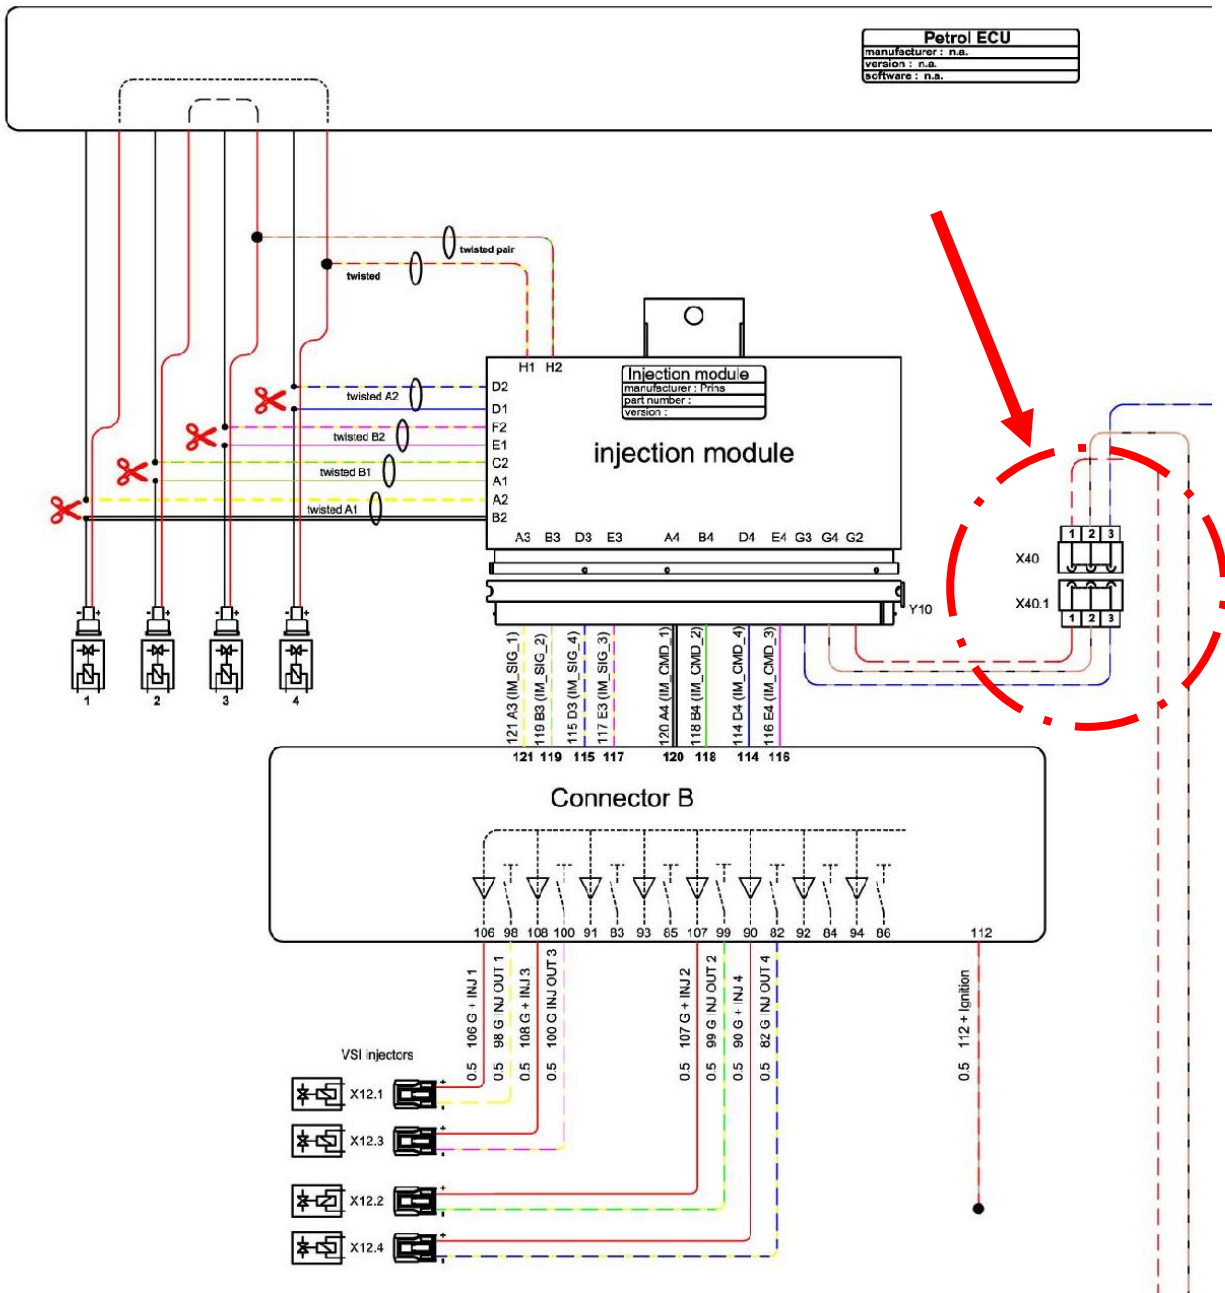 Petrol ECU
manufacturer : n.a.
version : n.a.
software : n.a.
twisted pair
twisted
H1 H2
Injection module
manufacturer : Prins
part number :
version :
injection module
D2
twisted A2
D1
F2
twisted B2
E1
C2
twisted B1
A1
A2
twisted A1
B2
A3 B3 D3 E3 A4 B4 D4 E4 G3 G4 G2
1 2 3
X40
X40.1
1 2 3
Y10
- + - + - + - +
1 2 3 4
121 A3 (IM_SIG_1)
119 B3 (IM_SIG_2)
115 D3 (IM_SIG_4)
117 E3 (IM_SIG_3)
120 A4 (IM_CMD_1)
118 B4 (IM_CMD_2)
114 D4 (IM_CMD_4)
116 E4 (IM_CMD_3)
121 119 115 117 120 118 114 116
Connector B
106 98 108 100 91 83 93 85 107 99 90 82 92 84 94 86 112
0.5 106 G + INJ 1
0.5 98 G INJ OUT 1
0.5 108 G + INJ 3
0.5 100 G INJ OUT 3
0.5 107 G + INJ 2
0.5 99 G INJ OUT 2
0.5 90 G + INJ 4
0.5 82 G INJ OUT 4
0.5 112 + Ignition
VSI injectors
X12.1 + -
X12.3 + -
X12.2 + -
X12.4 + -